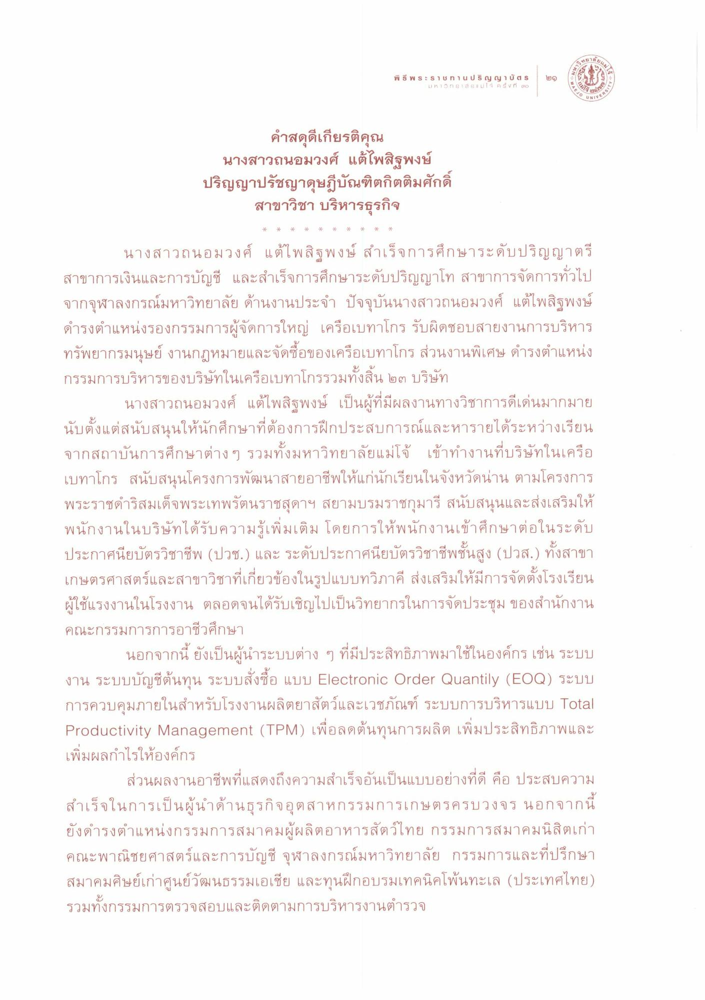 พิธีพระราชทานปริญญาบัตร
มหาวิทยาลัยแม่โจ้ ครั้งที่ ๓๐
๒๑
มหาวิทยาลัยแม่โจ้
แม่โจ้ ๒๔๗๗
MAEJO UNIVERSITY
คำสดุดีเกียรติคุณ
นางสาวถนอมวงศ์ แต้ไพสิฐพงษ์
ปริญญาปรัชญาดุษฎีบัณฑิตกิตติมศักดิ์
สาขาวิชา บริหารธุรกิจ
* * * * * * * * * *
นางสาวถนอมวงศ์ แต้ไพสิฐพงษ์ สำเร็จการศึกษาระดับปริญญาตรี
สาขาการเงินและการบัญชี และสำเร็จการศึกษาระดับปริญญาโท สาขาการจัดการทั่วไป
จากจุฬาลงกรณ์มหาวิทยาลัย ด้านงานประจำ ปัจจุบันนางสาวถนอมวงศ์ แต้ไพสิฐพงษ์
ดำรงตำแหน่งรองกรรมการผู้จัดการใหญ่ เครือเบทาโกร รับผิดชอบสายงานการบริหาร
ทรัพยากรมนุษย์ งานกฎหมายและจัดซื้อของเครือเบทาโกร ส่วนงานพิเศษ ดำรงตำแหน่ง
กรรมการบริหารของบริษัทในเครือเบทาโกรรวมทั้งสิ้น ๒๓ บริษัท
นางสาวถนอมวงศ์ แต้ไพสิฐพงษ์ เป็นผู้ที่มีผลงานทางวิชาการดีเด่นมากมาย
นับตั้งแต่สนับสนุนให้นักศึกษาที่ต้องการฝึกประสบการณ์และหารายได้ระหว่างเรียน
จากสถาบันการศึกษาต่างๆ รวมทั้งมหาวิทยาลัยแม่โจ้ เข้าทำงานที่บริษัทในเครือ
เบทาโกร สนับสนุนโครงการพัฒนาสายอาชีพให้แก่นักเรียนในจังหวัดน่าน ตามโครงการ
พระราชดำริสมเด็จพระเทพรัตนราชสุดาฯ สยามบรมราชกุมารี สนับสนุนและส่งเสริมให้
พนักงานในบริษัทได้รับความรู้เพิ่มเติม โดยการให้พนักงานเข้าศึกษาต่อในระดับ
ประกาศนียบัตรวิชาชีพ (ปวช.) และ ระดับประกาศนียบัตรวิชาชีพชั้นสูง (ปวส.) ทั้งสาขา
เกษตรศาสตร์และสาขาวิชาที่เกี่ยวข้องในรูปแบบทวิภาคี ส่งเสริมให้มีการจัดตั้งโรงเรียน
ผู้ใช้แรงงานในโรงงาน ตลอดจนได้รับเชิญไปเป็นวิทยากรในการจัดประชุม ของสำนักงาน
คณะกรรมการการอาชีวศึกษา
นอกจากนี้ ยังเป็นผู้นำระบบต่าง ๆ ที่มีประสิทธิภาพมาใช้ในองค์กร เช่น ระบบ
งาน ระบบบัญชีต้นทุน ระบบสั่งซื้อ แบบ Electronic Order Quantily (EOQ) ระบบ
การควบคุมภายในสำหรับโรงงานผลิตยาสัตว์และเวชภัณฑ์ ระบบการบริหารแบบ Total
Productivity Management (TPM) เพื่อลดต้นทุนการผลิต เพิ่มประสิทธิภาพและ
เพิ่มผลกำไรให้องค์กร
ส่วนผลงานอาชีพที่แสดงถึงความสำเร็จอันเป็นแบบอย่างที่ดี คือ ประสบความ
สำเร็จในการเป็นผู้นำด้านธุรกิจอุตสาหกรรมการเกษตรครบวงจร นอกจากนี้
ยังดำรงตำแหน่งกรรมการสมาคมผู้ผลิตอาหารสัตว์ไทย กรรมการสมาคมนิสิตเก่า
คณะพาณิชยศาสตร์และการบัญชี จุฬาลงกรณ์มหาวิทยาลัย กรรมการและที่ปรึกษา
สมาคมศิษย์เก่าศูนย์วัฒนธรรมเอเชีย และทุนฝึกอบรมเทคนิคโพ้นทะเล (ประเทศไทย)
รวมทั้งกรรมการตรวจสอบและติดตามการบริหารงานตำรวจ